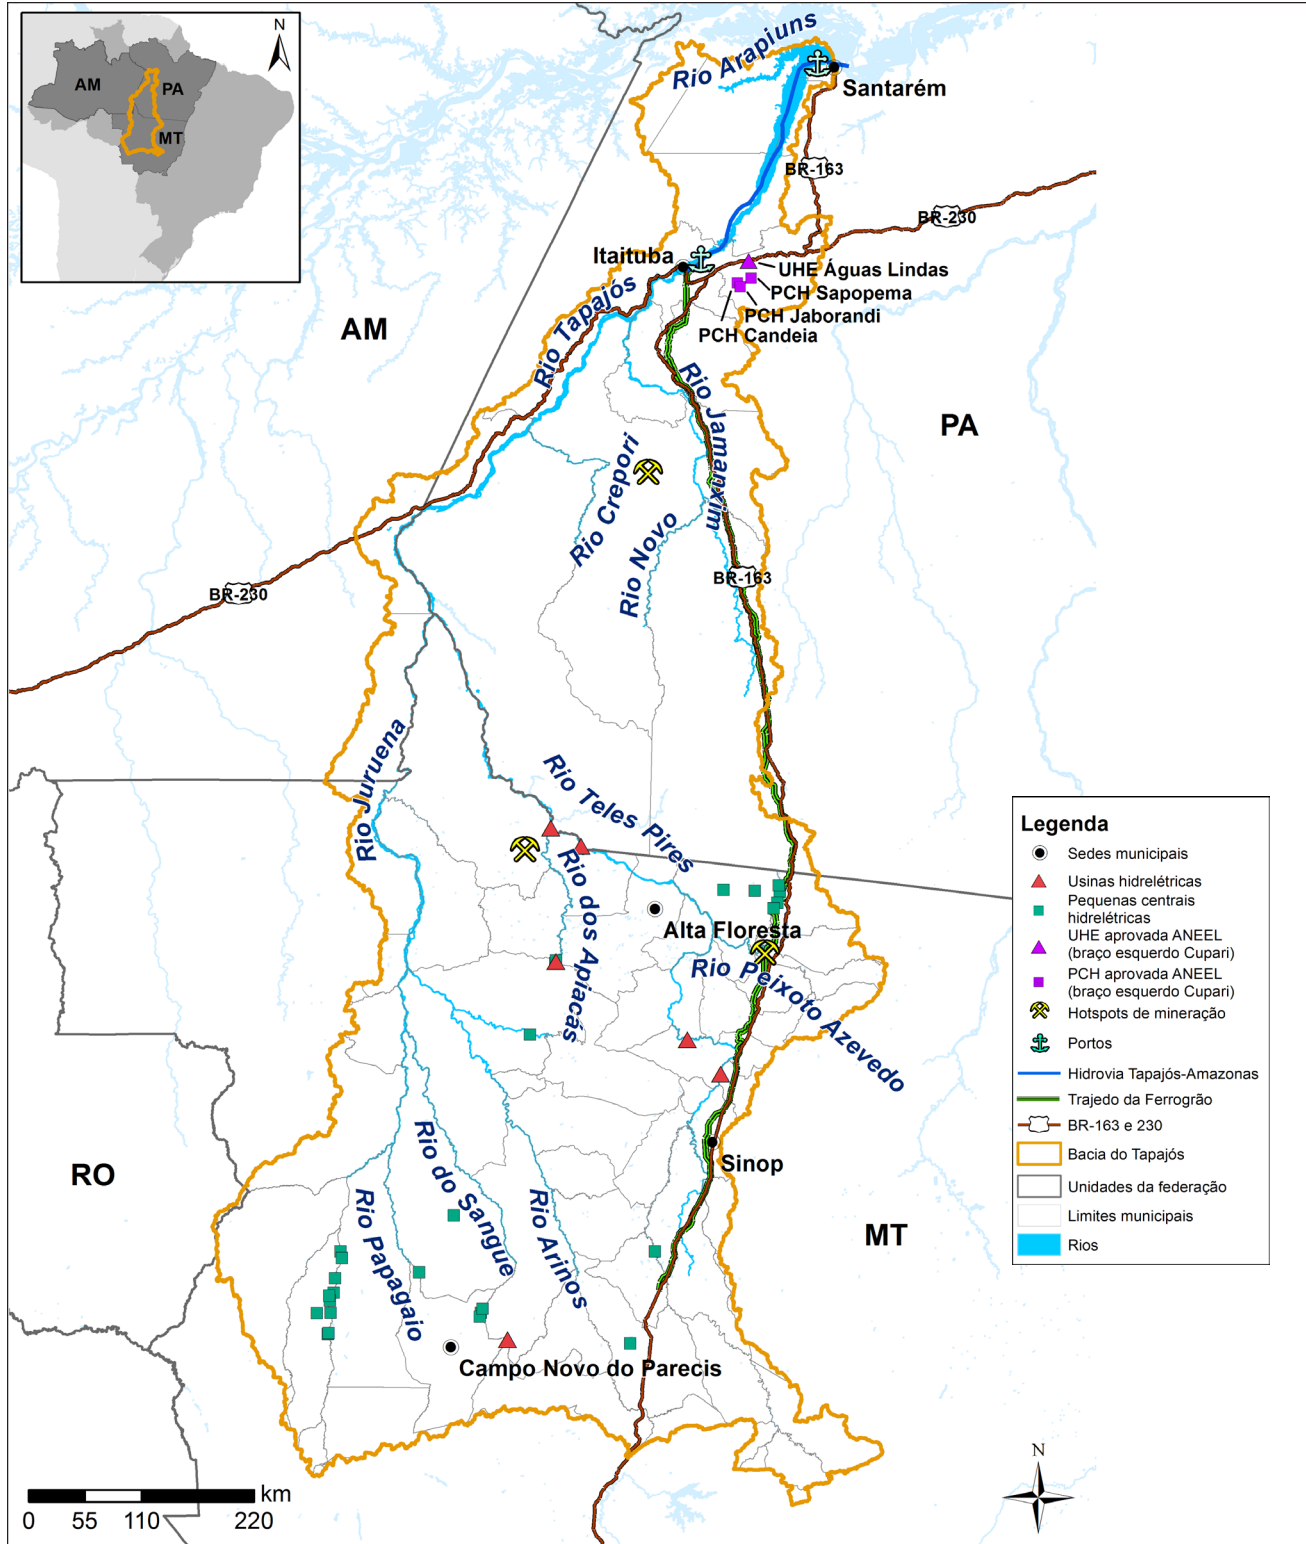 N
AM
PA
MT
Rio Arapiuns
Santarém
BR-163
BR-230
Itaituba
UHE Águas Lindas
PCH Sapopema
PCH Jaborandi
PCH Candeia
Rio Tapajós
AM
Rio Jamanxim
PA
Rio Crepori
Rio Novo
BR-163
BR-230
Rio Juruena
Rio Teles Pires
Rio dos Apiacás
Alta Floresta
Rio Peixoto Azevedo
Sinop
RO
Rio do Sangue
Rio Papagaio
Rio Arinos
MT
Campo Novo do Parecis
Legenda
Sedes municipais
Usinas hidrelétricas
Pequenas centrais
hidrelétricas
UHE aprovada ANEEL
(braço esquerdo Cupari)
PCH aprovada ANEEL
(braço esquerdo Cupari)
Hotspots de mineração
Portos
Hidrovia Tapajós-Amazonas
Trajedo da Ferrogrão
BR-163 e 230
Bacia do Tapajós
Unidades da federação
Limites municipais
Rios
N
km
0 55 110 220